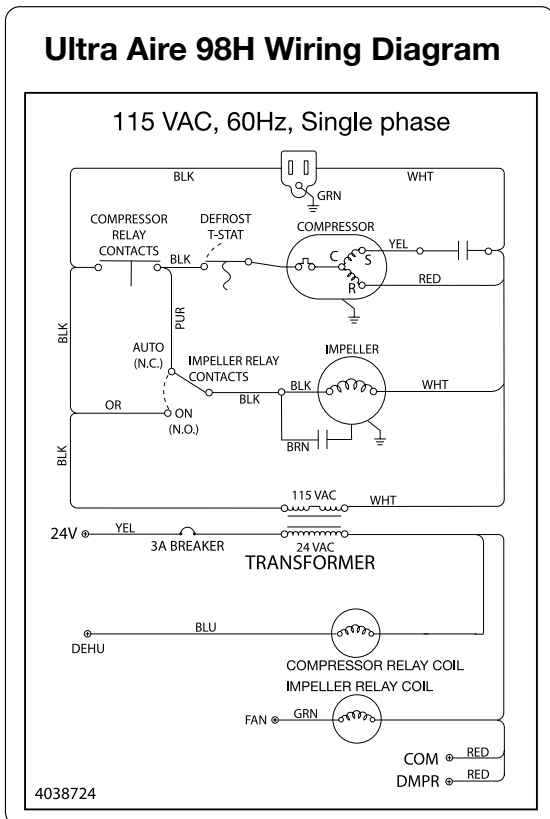 Ultra Aire 98H Wiring Diagram
115 VAC, 60Hz, Single phase
BLK
WHT
GRN
COMPRESSOR
RELAY
CONTACTS
DEFROST
T-STAT
COMPRESSOR
BLK
C
S
R
YEL
RED
BLK
PUR
AUTO
(N.C.)
IMPELLER RELAY
CONTACTS
IMPELLER
BLK
BLK
WHT
OR
ON
(N.O.)
BRN
BLK
115 VAC
WHT
24V
YEL
3A BREAKER
24 VAC
TRANSFORMER
BLU
DEHU
COMPRESSOR RELAY COIL
IMPELLER RELAY COIL
FAN
GRN
COM
RED
DMPR
RED
4038724